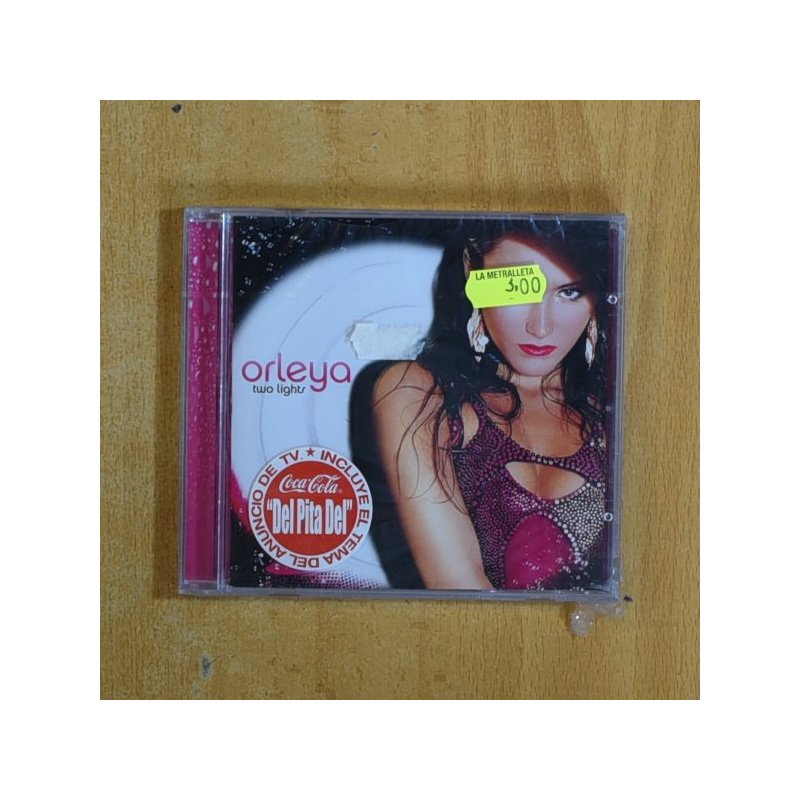 LA METRALLETA
3,00
orleya
two lights
INCLUYE EL TEMA DEL ANUNCIO DE TV. ★
Coca-Cola®
"Del Pita Del"